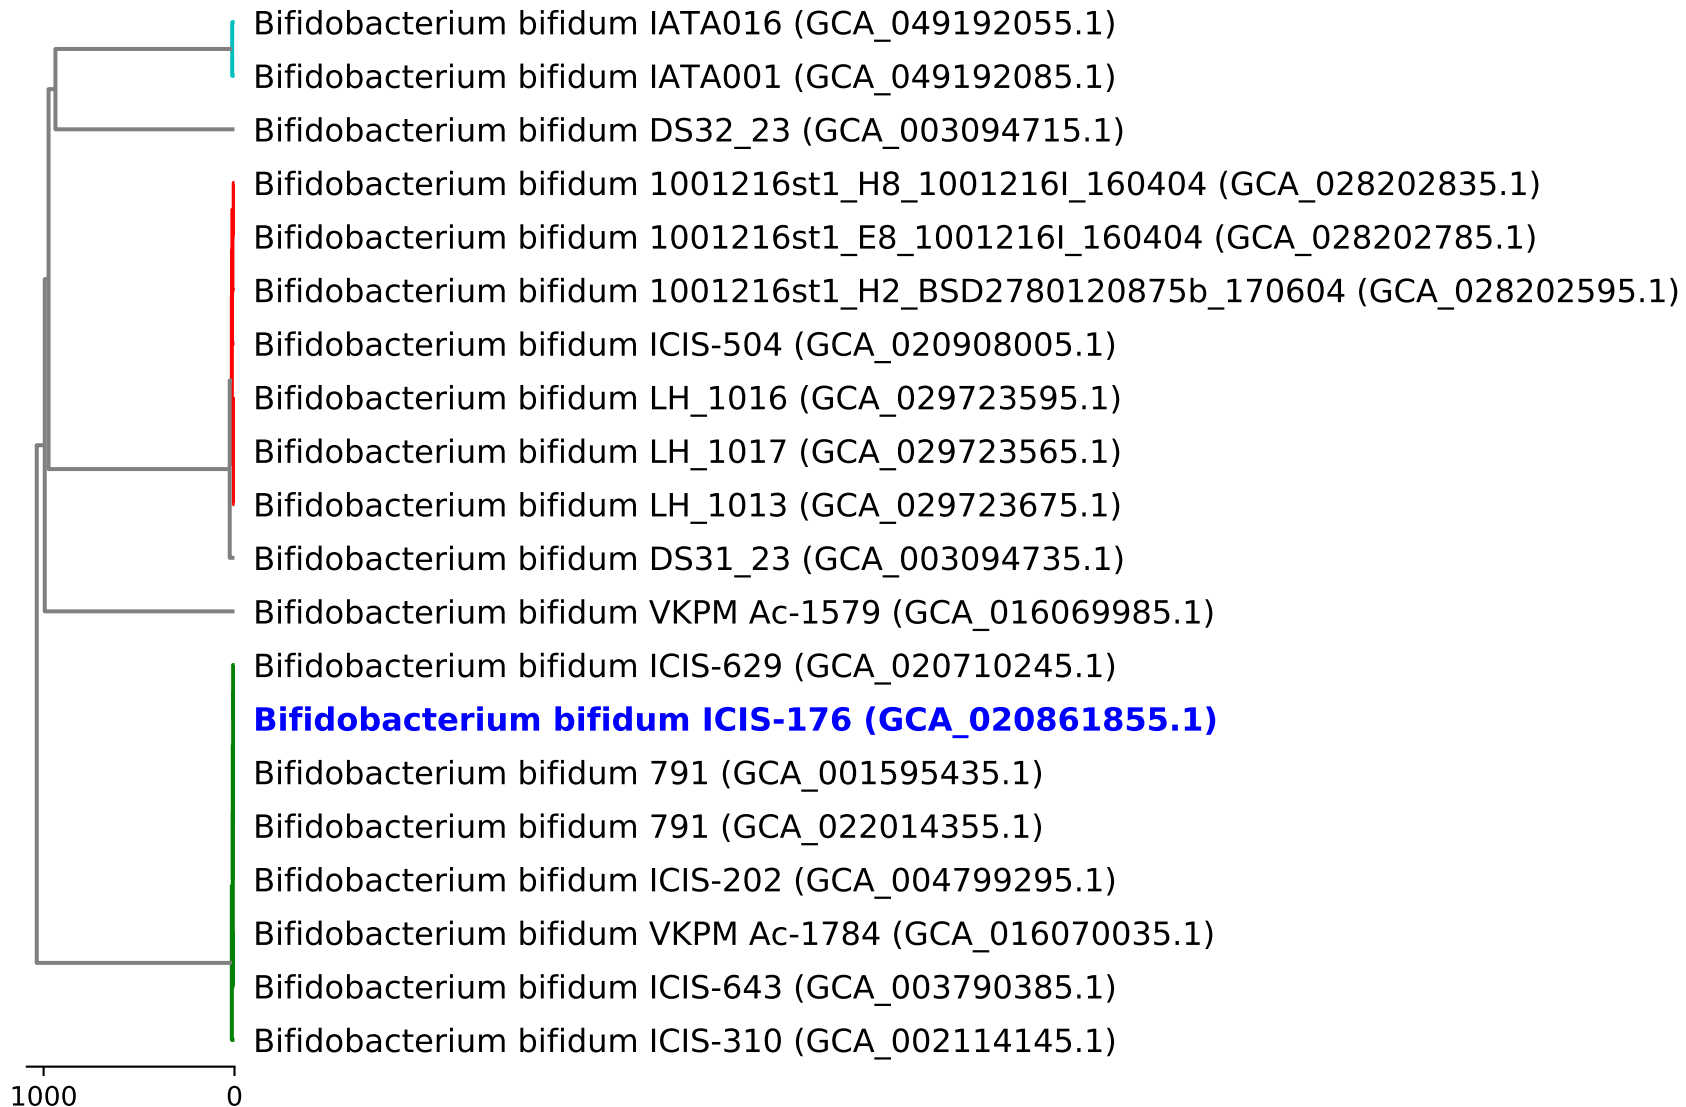 Bifidobacterium bifidum IATA016 (GCA_049192055.1)
Bifidobacterium bifidum IATA001 (GCA_049192085.1)
Bifidobacterium bifidum DS32_23 (GCA_003094715.1)
Bifidobacterium bifidum 1001216st1_H8_1001216I_160404 (GCA_028202835.1)
Bifidobacterium bifidum 1001216st1_E8_1001216I_160404 (GCA_028202785.1)
Bifidobacterium bifidum 1001216st1_H2_BSD2780120875b_170604 (GCA_028202595.1)
Bifidobacterium bifidum ICIS-504 (GCA_020908005.1)
Bifidobacterium bifidum LH_1016 (GCA_029723595.1)
Bifidobacterium bifidum LH_1017 (GCA_029723565.1)
Bifidobacterium bifidum LH_1013 (GCA_029723675.1)
Bifidobacterium bifidum DS31_23 (GCA_003094735.1)
Bifidobacterium bifidum VKPM Ac-1579 (GCA_016069985.1)
Bifidobacterium bifidum ICIS-629 (GCA_020710245.1)
Bifidobacterium bifidum ICIS-176 (GCA_020861855.1)
Bifidobacterium bifidum 791 (GCA_001595435.1)
Bifidobacterium bifidum 791 (GCA_022014355.1)
Bifidobacterium bifidum ICIS-202 (GCA_004799295.1)
Bifidobacterium bifidum VKPM Ac-1784 (GCA_016070035.1)
Bifidobacterium bifidum ICIS-643 (GCA_003790385.1)
Bifidobacterium bifidum ICIS-310 (GCA_002114145.1)
1000 0